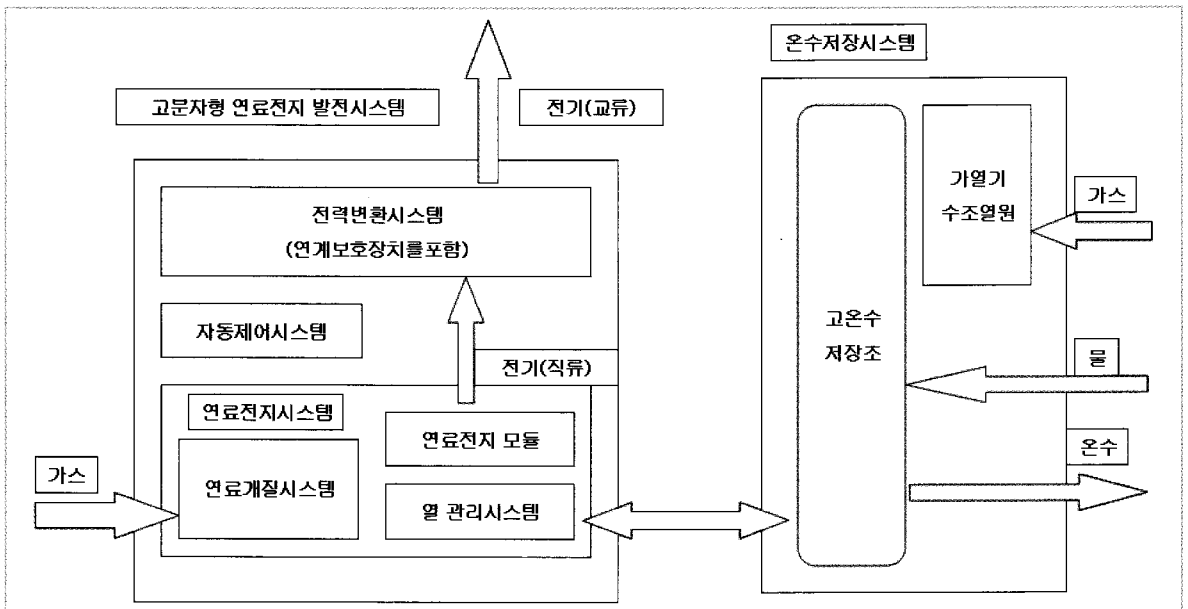 온수저장시스템
고분자형 연료전지 발전시스템
전기(교류)
전력변환시스템
(연계보호장치를포함)
자동제어시스템
전기(직류)
연료전지시스템
연료전지 모듈
연료개질시스템
열 관리시스템
가스
가열기
수조열원
가스
고온수
저장조
물
온수